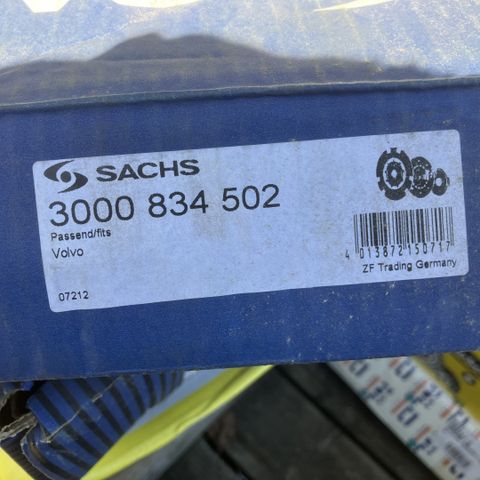 SACHS
3000 834 502
Passend/fits
Volvo
4 013872 150717
ZF Trading Germany
07212